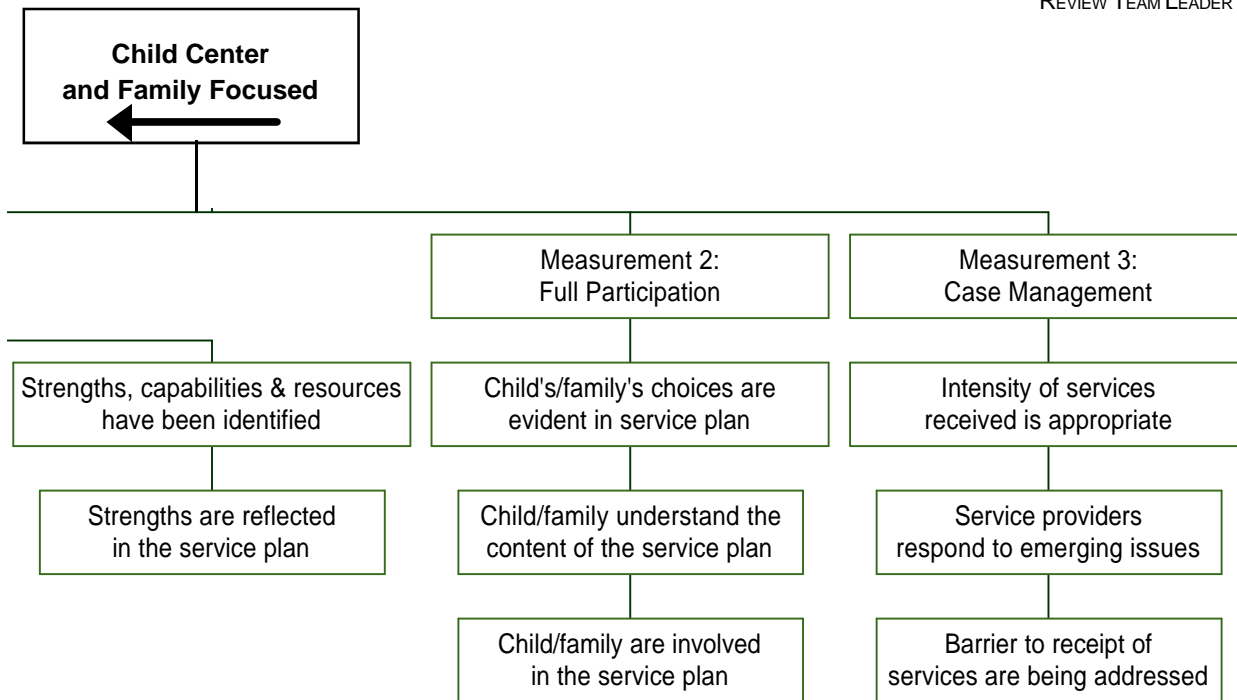 REVIEW TEAM LEADER
Child Center
and Family Focused
Measurement 2:
Full Participation
Measurement 3:
Case Management
Strengths, capabilities & resources
have been identified
Child's/family's choices are
evident in service plan
Intensity of services
received is appropriate
Strengths are reflected
in the service plan
Child/family understand the
content of the service plan
Service providers
respond to emerging issues
Child/family are involved
in the service plan
Barrier to receipt of
services are being addressed